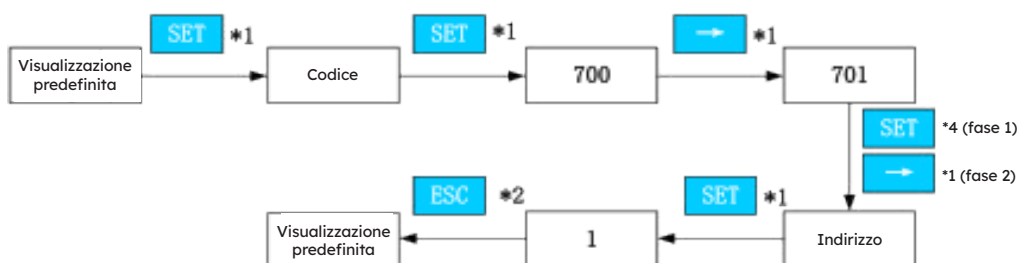 SET *1
SET *1
→ *1
Visualizzazione
predefinita
Codice
700
701
SET *4 (fase 1)
→ *1 (fase 2)
ESC *2
SET *1
Visualizzazione
predefinita
1
Indirizzo